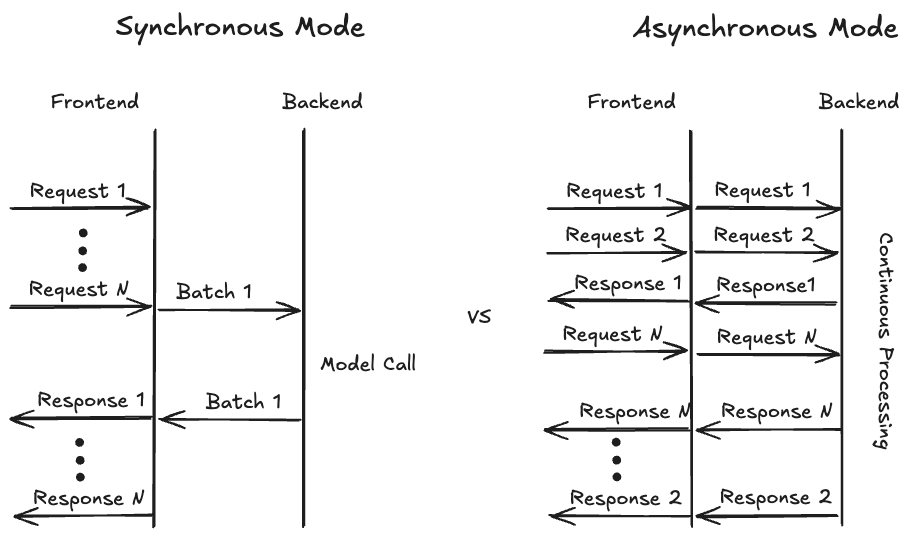 Synchronous Mode
Asynchronous Mode
Frontend
Backend
Frontend
Backend
Request 1
Request N
Batch 1
Model Call
Response 1
Batch 1
Response N
vs
Request 1
Request 1
Request 2
Request 2
Response 1
Response1
Request N
Request N
Response N
Response N
Response 2
Response 2
Continuous Processing